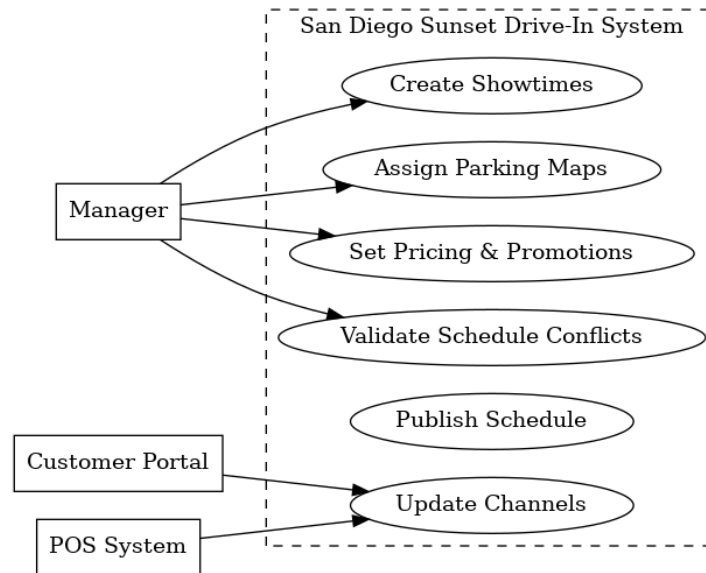 San Diego Sunset Drive-In System
Create Showtimes
Assign Parking Maps
Manager
Set Pricing & Promotions
Validate Schedule Conflicts
Publish Schedule
Customer Portal
Update Channels
POS System